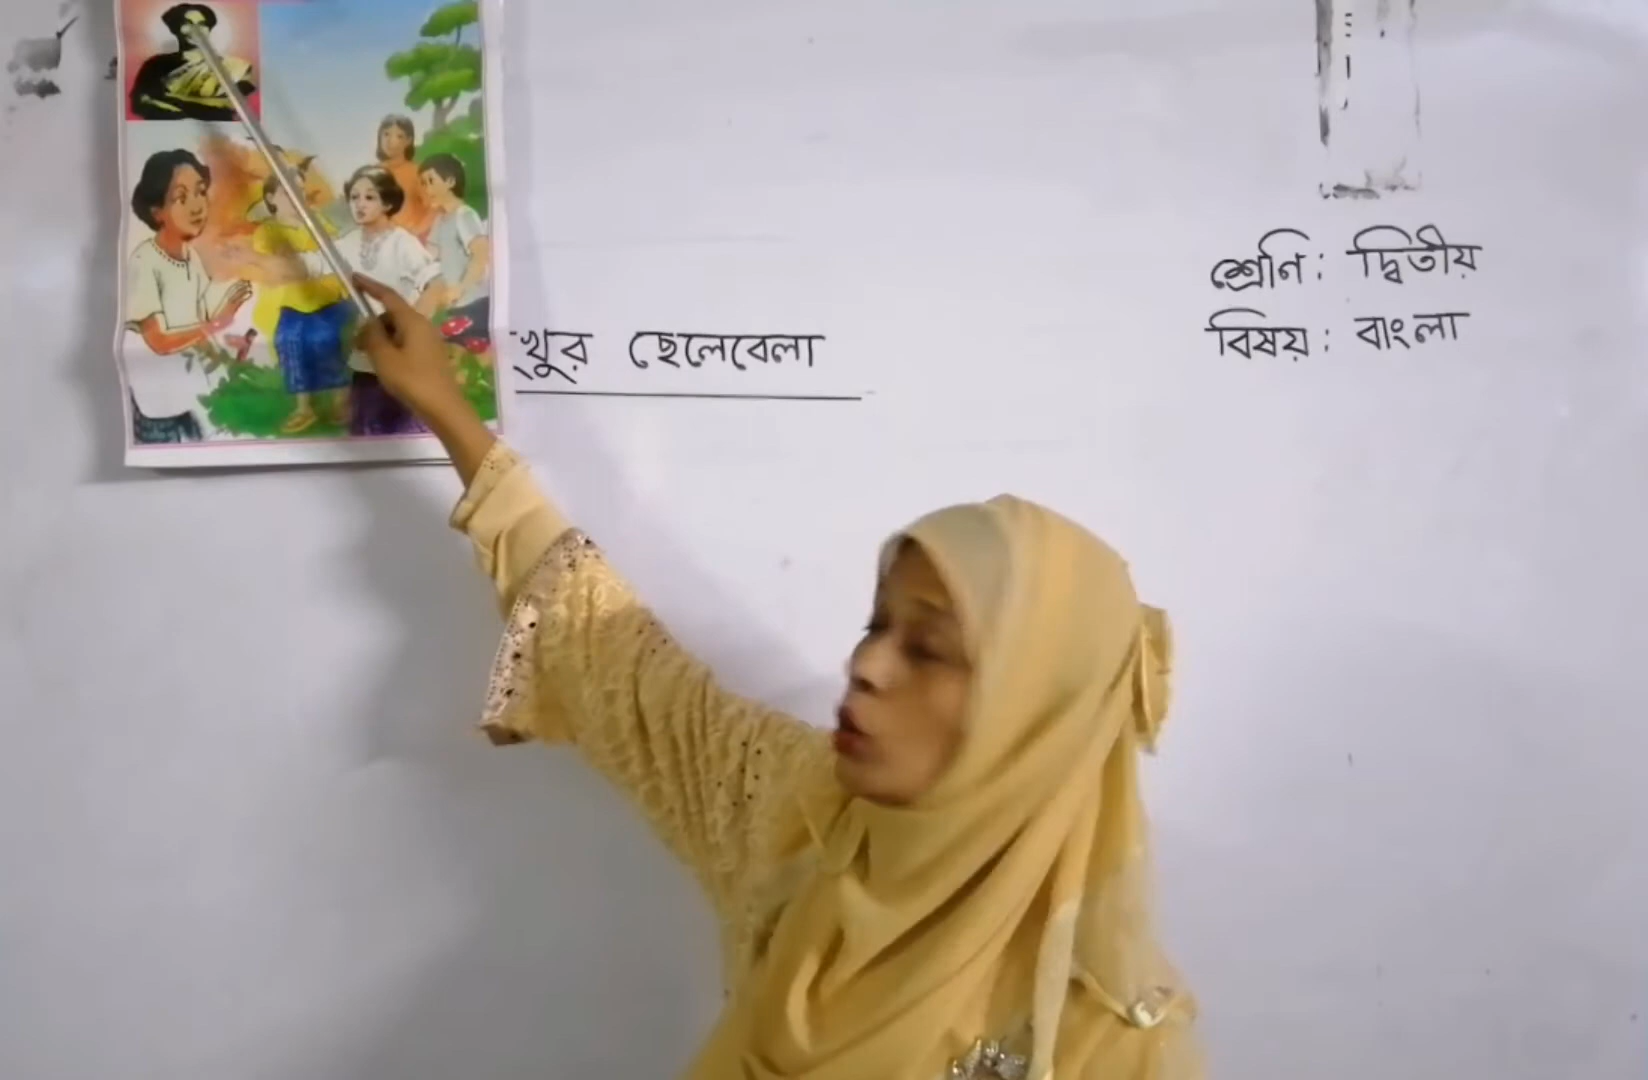 ছেলেবেলা
শ্রেণি : দ্বিতীয়
বিষয় : বাংলা